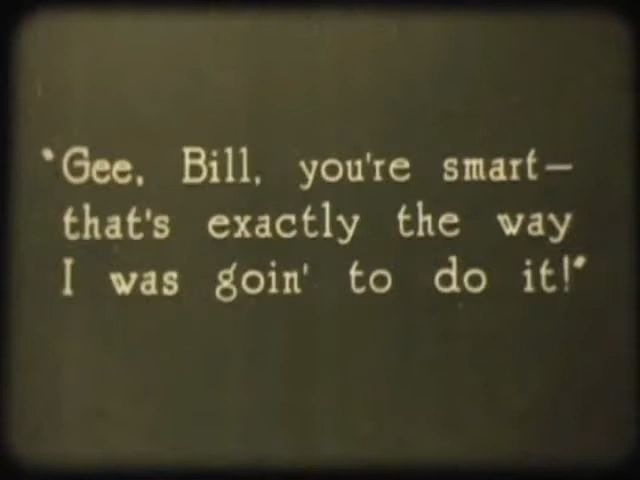 "Gee, Bill, you're smart—
that's exactly the way
I was goin' to do it!"